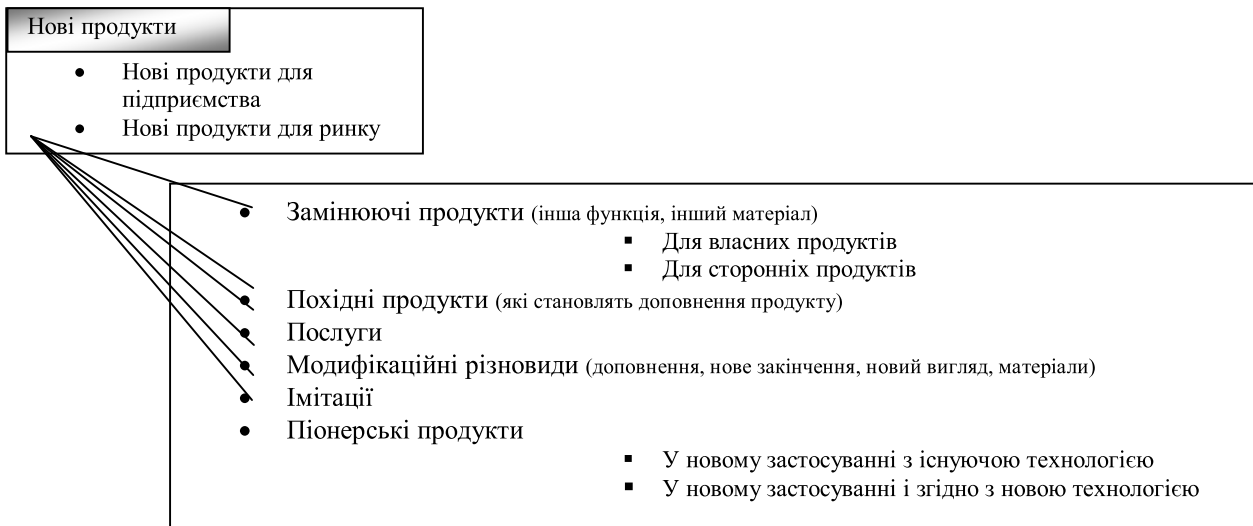 Нові продукти
• Нові продукти для
підприємства
• Нові продукти для ринку
• Замінюючі продукти (інша функція, інший матеріал)
▪ Для власних продуктів
▪ Для сторонніх продуктів
• Похідні продукти (які становлять доповнення продукту)
• Послуги
• Модифікаційні різновиди (доповнення, нове закінчення, новий вигляд, матеріали)
• Імітації
• Піонерські продукти
▪ У новому застосуванні з існуючою технологією
▪ У новому застосуванні і згідно з новою технологією